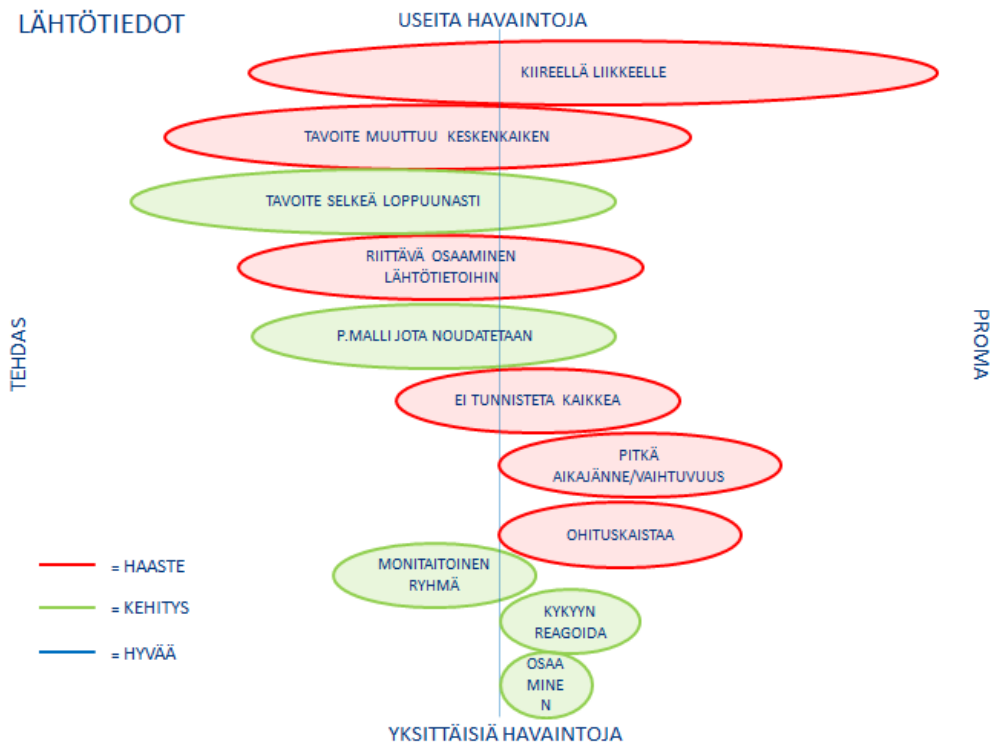 LÄHTÖTIEDOT
USEITA HAVAINTOJA
KIIREELLÄ LIIKKEELLE
TAVOITE MUUTTUU KESKENKAIKEN
TAVOITE SELKEÄ LOPPUUNASTI
RIITTÄVÄ OSAAMINEN
LÄHTÖTIETOIHIN
TEHDAS
P.MALLI JOTA NOUDATETAAN
PROMA
EI TUNNISTETA KAIKKEA
PITKÄ
AIKAJÄNNE/VAIHTUVUUS
OHITUSKAISTAA
MONITAITOINEN
RYHMÄ
= HAASTE
= KEHITYS
KYKYYN
REAGOIDA
= HYVÄÄ
OSAA
MINE
N
YKSITTÄISIÄ HAVAINTOJA